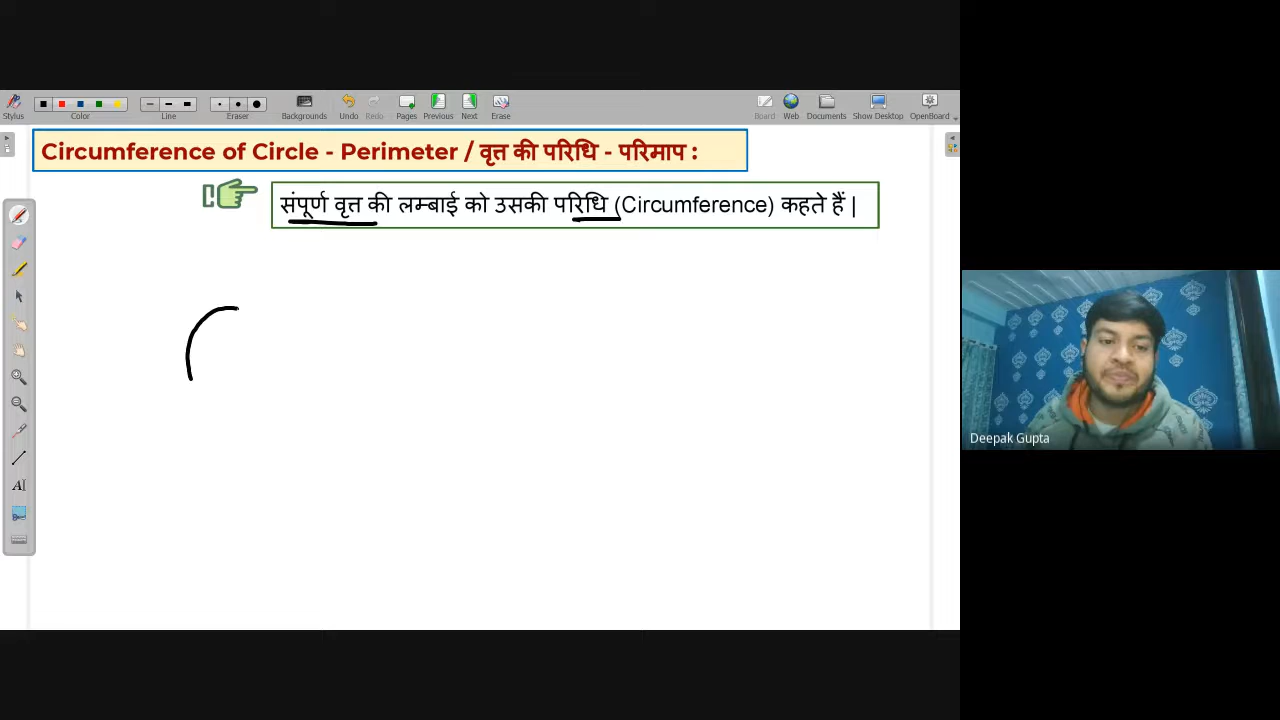 Stylus Color Line Eraser Backgrounds Undo Redo Pages Previous Next Erase Board Web Documents Show Desktop OpenBoard
Circumference of Circle - Perimeter / वृत्त की परिधि - परिमाप :
संपूर्ण वृत्त की लम्बाई को उसकी परिधि (Circumference) कहते हैं |
Deepak Gupta